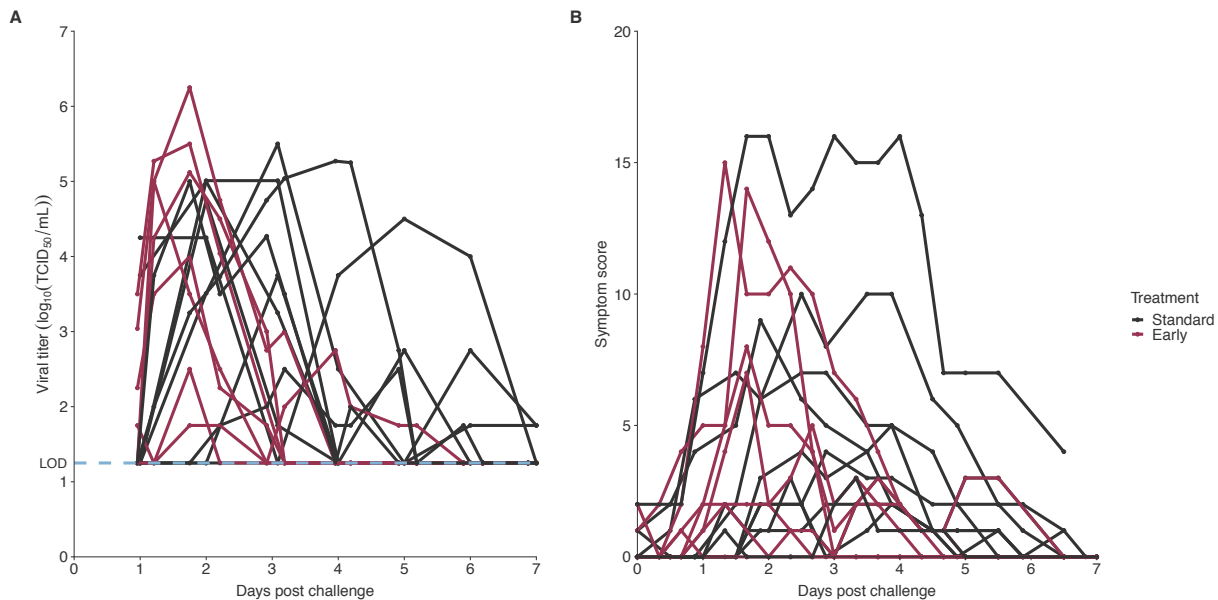 A
7
6
5
4
3
2
LOD
1
0
Viral titer (log₁₀(TCID₅₀/mL))
0 1 2 3 4 5 6 7
Days post challenge
B
20
15
10
5
0
Symptom score
0 1 2 3 4 5 6 7
Days post challenge
Treatment
Standard
Early